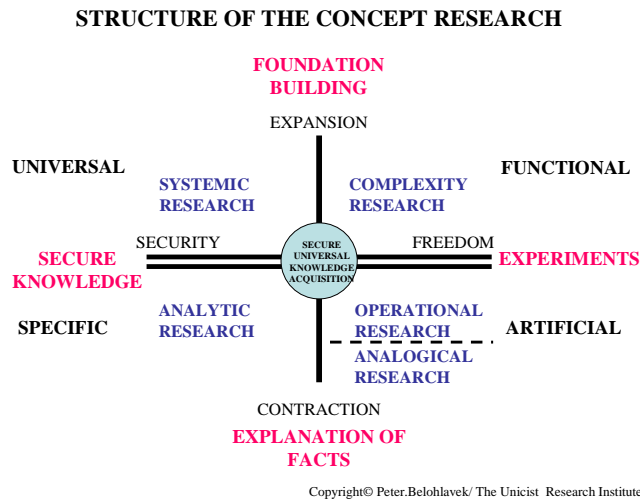 STRUCTURE OF THE CONCEPT RESEARCH
FOUNDATION
BUILDING
EXPANSION
UNIVERSAL
FUNCTIONAL
SYSTEMIC
RESEARCH
COMPLEXITY
RESEARCH
SECURITY
FREEDOM
SECURE
KNOWLEDGE
SECURE
UNIVERSAL
KNOWLEDGE
ACQUISITION
EXPERIMENTS
SPECIFIC
ANALYTIC
RESEARCH
OPERATIONAL
RESEARCH
ARTIFICIAL
ANALOGICAL
RESEARCH
CONTRACTION
EXPLANATION OF
FACTS
Copyright© Peter.Belohlavek/ The Unicist Research Institute